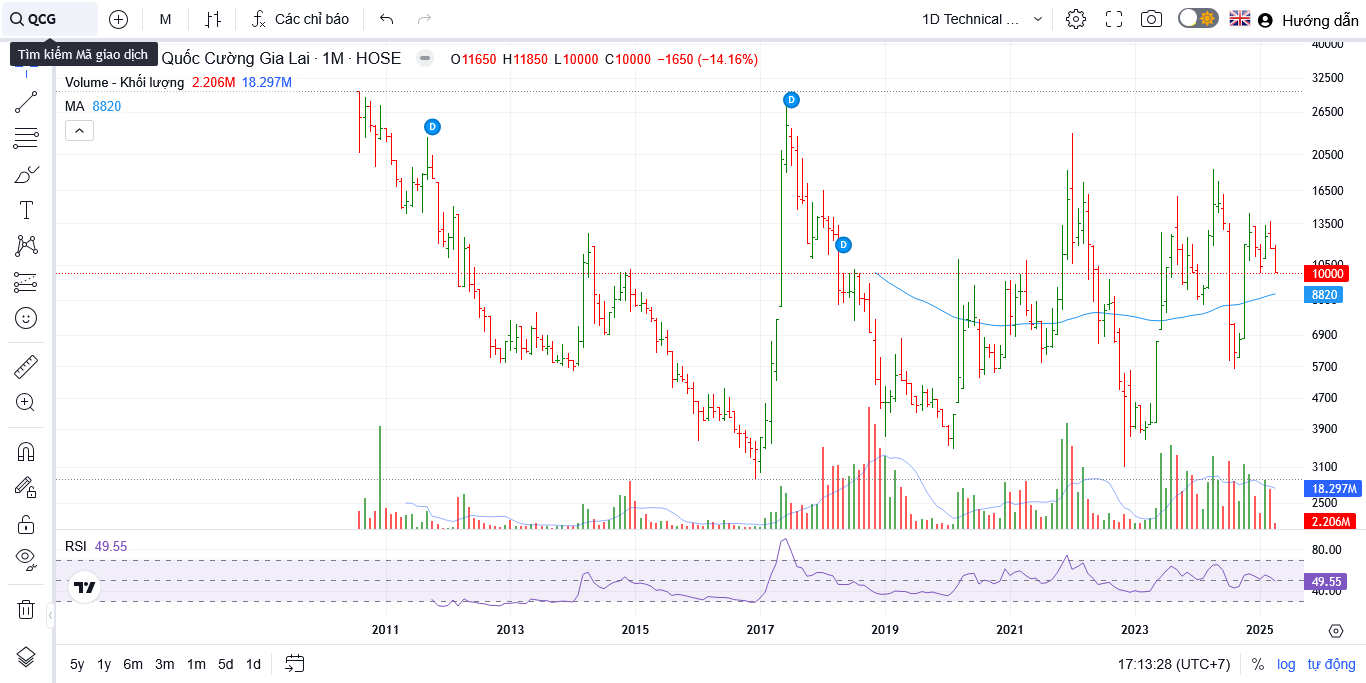 QCG
M
Các chỉ báo
1D Technical ...
Hướng dẫn
Tìm kiếm Mã giao dịch
Quốc Cường Gia Lai · 1M · HOSE
O11650 H11850 L10000 C10000 −1650 (−14.16%)
Volume - Khối lượng 2.206M 18.297M
MA 8820
D
D
D
40000
32500
26500
20500
16500
13500
10500
10000
8820
6900
5700
4700
3900
3100
18.297M
2500
2.206M
RSI 49.55
80.00
49.55
40.00
2011 2013 2015 2017 2019 2021 2023 2025
5y 1y 6m 3m 1m 5d 1d
17:13:28 (UTC+7) % log tự động